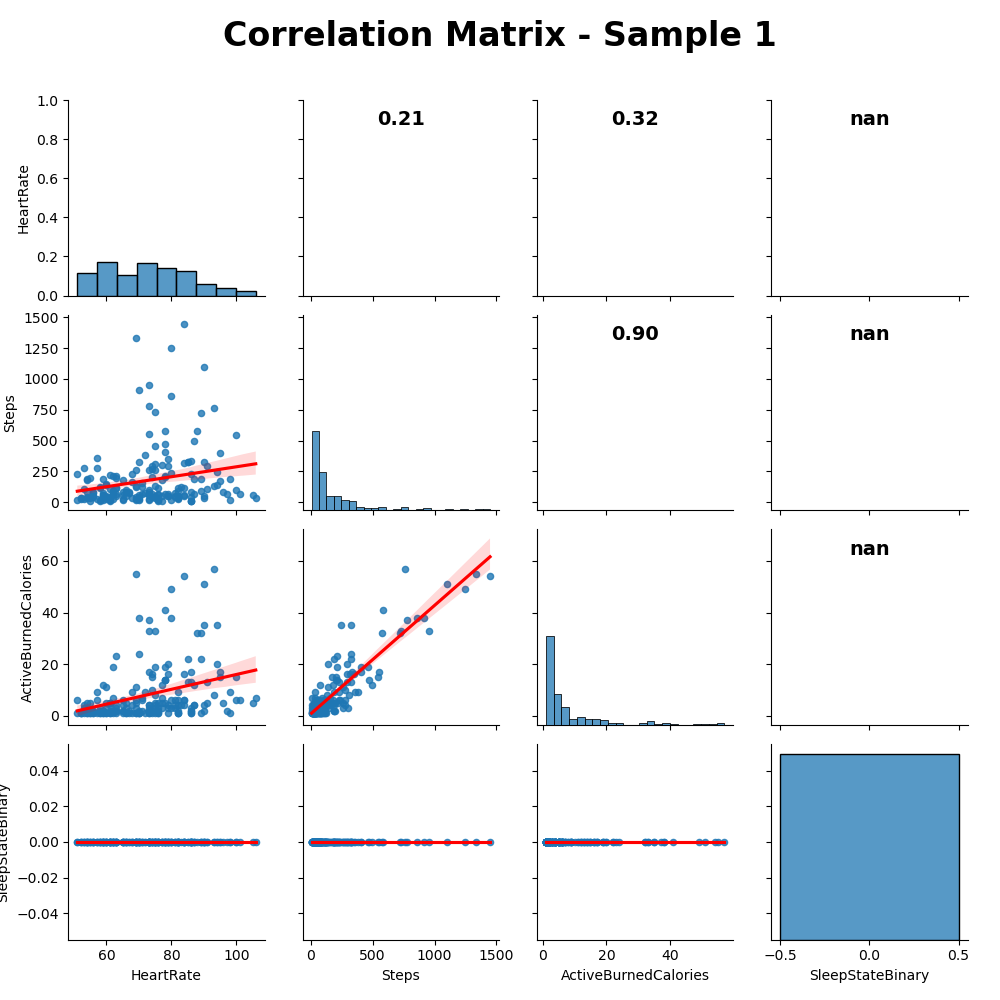 Correlation Matrix - Sample 1
1.0
0.8
0.6
0.4
0.2
0.0
HeartRate
0.21
0.32
nan
1500
1250
1000
750
500
250
0
Steps
0.90
nan
60
40
20
0
ActiveBurnedCalories
nan
0.04
0.02
0.00
−0.02
−0.04
SleepStateBinary
60 80 100
0 500 1000 1500
0 20 40
−0.5 0.0 0.5
HeartRate
Steps
ActiveBurnedCalories
SleepStateBinary